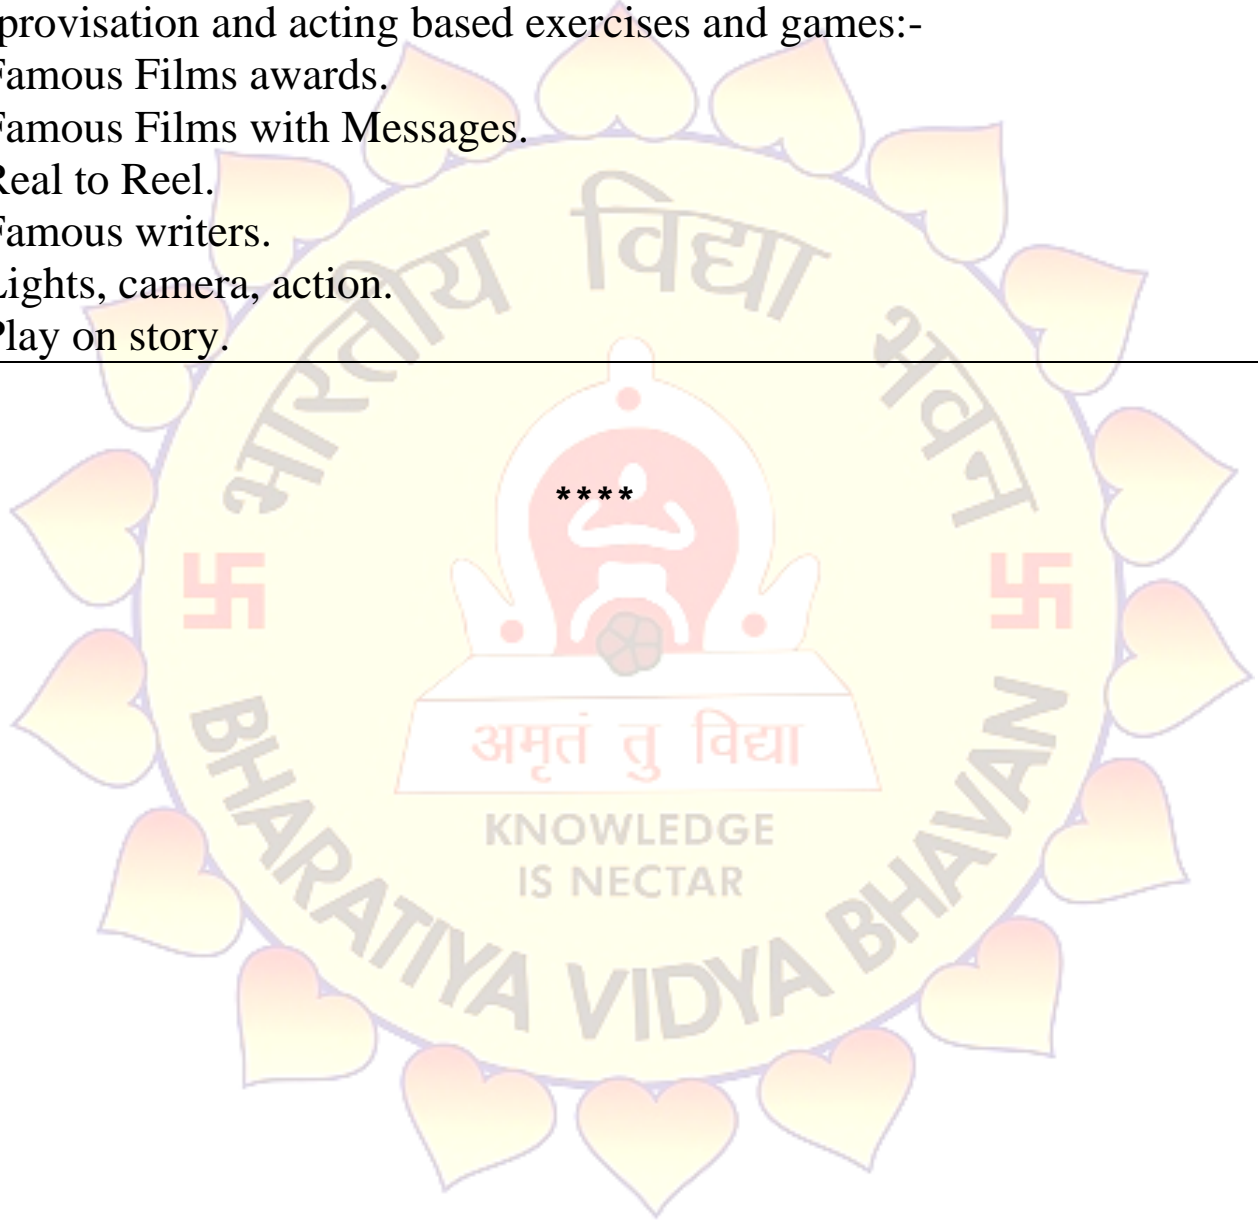 provisation and acting based exercises and games:-
Famous Films awards.
Famous Films with Messages.
Real to Reel.
Famous writers.
Lights, camera, action.
Play on story.
भारतीय विद्या भवन
****
अमृतं तु विद्या
KNOWLEDGE
IS NECTAR
BHARATIYA VIDYA BHAVAN